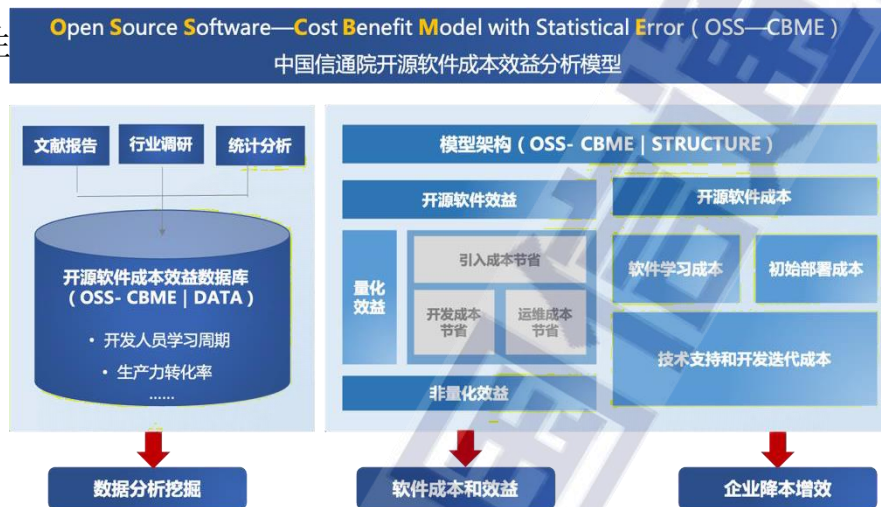 Open Source Software—Cost Benefit Model with Statistical Error（OSS—CBME）
中国信通院开源软件成本效益分析模型
文献报告
行业调研
统计分析
开源软件成本效益数据库
（OSS- CBME | DATA）
• 开发人员学习周期
• 生产力转化率
......
模型架构（OSS- CBME | STRUCTURE）
开源软件效益
量化
效益
引入成本节省
开发成本
节省
运维成本
节省
非量化效益
开源软件成本
软件学习成本
初始部署成本
技术支持和开发迭代成本
数据分析挖掘
软件成本和效益
企业降本增效